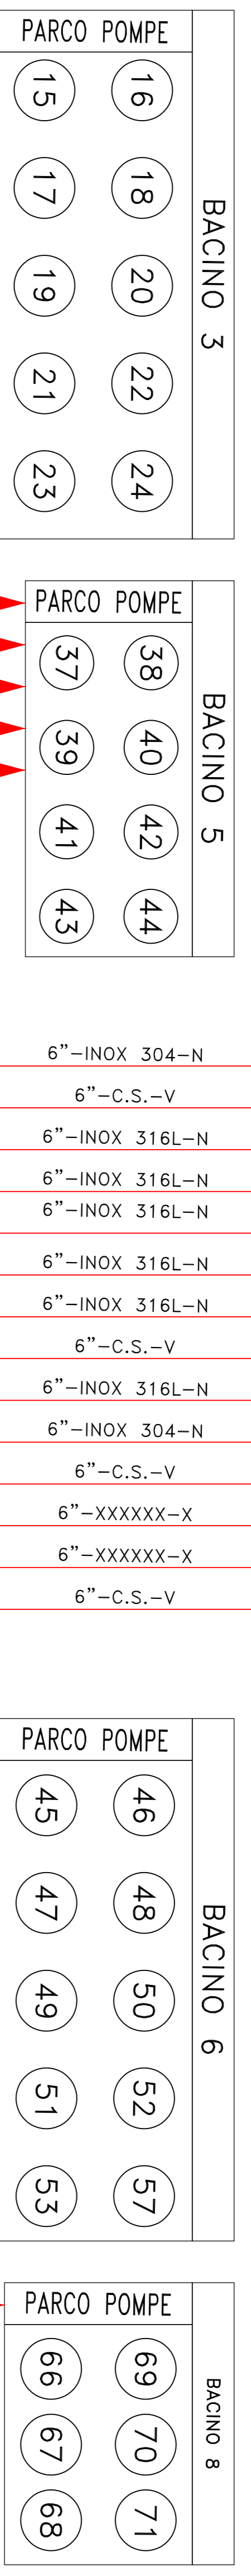 PARCO POMPE
BACINO 3
15 16
17 18
19 20
21 22
23 24
PARCO POMPE
BACINO 5
37 38
39 40
41 42
43 44
6"-INOX 304-N
6"-C.S.-V
6"-INOX 316L-N
6"-INOX 316L-N
6"-INOX 316L-N
6"-INOX 316L-N
6"-INOX 316L-N
6"-C.S.-V
6"-INOX 316L-N
6"-INOX 304-N
6"-C.S.-V
6"-XXXXXX-X
6"-XXXXXX-X
6"-C.S.-V
PARCO POMPE
BACINO 6
45 46
47 48
49 50
51 52
53 57
PARCO POMPE
BACINO 8
66 69
67 70
68 71